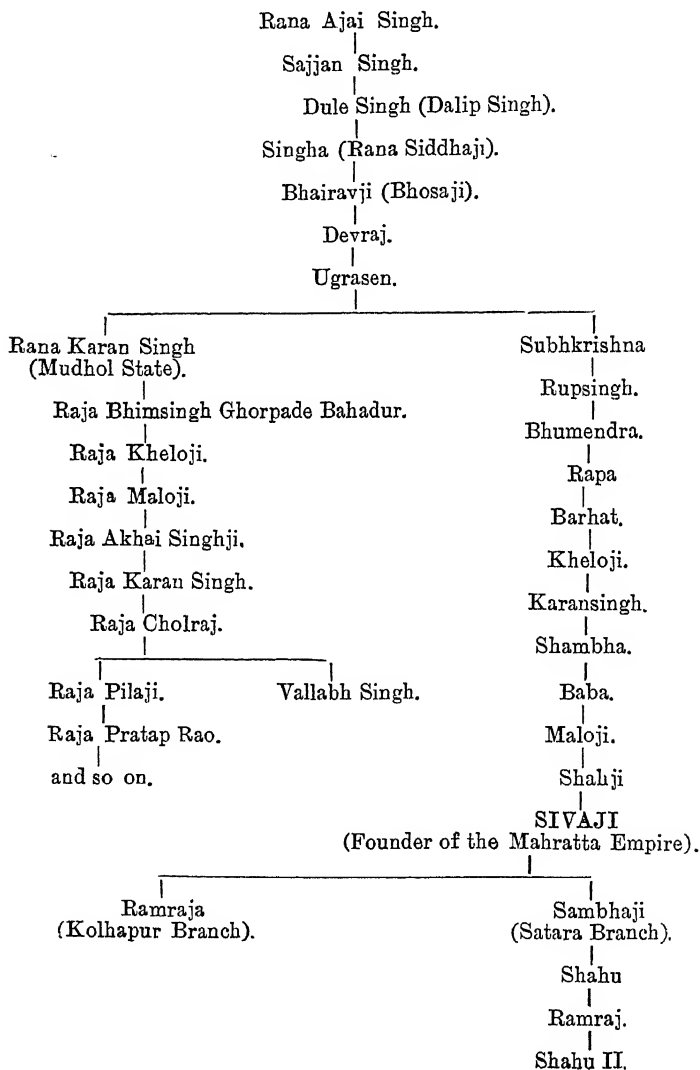 Rana Ajai Singh.
Sajjan Singh.
Dule Singh (Dalip Singh).
Singha (Rana Siddhaji).
Bhairavji (Bhosaji).
Devraj.
Ugrasen.
Rana Karan Singh
(Mudhol State).
Raja Bhimsingh Ghorpade Bahadur.
Raja Kheloji.
Raja Maloji.
Raja Akhai Singhji.
Raja Karan Singh.
Raja Cholraj.
Raja Pilaji.
Vallabh Singh.
Raja Pratap Rao.
and so on.
Subhkrishna
Rupsingh.
Bhumendra.
Rapa
Barhat.
Kheloji.
Karansingh.
Shambha.
Baba.
Maloji.
Shahji
SIVAJI
(Founder of the Mahratta Empire).
Ramraja
(Kolhapur Branch).
Sambhaji
(Satara Branch).
Shahu
Ramraj.
Shahu II.